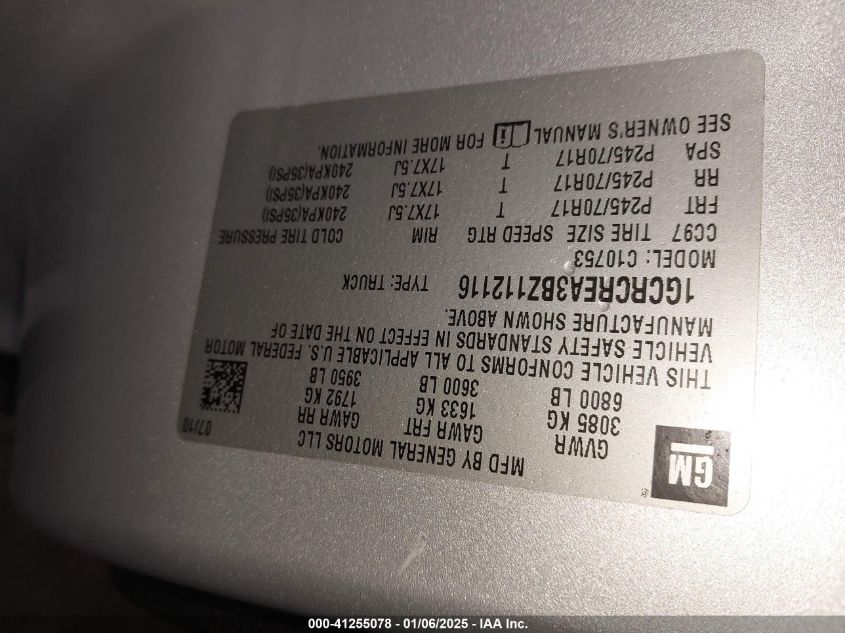 MFD BY GENERAL MOTORS LLC
07/10
GM
GVWR GAWR FRT GAWR RR
3085 KG 1633 KG 1792 KG
6800 LB 3600 LB 3950 LB
THIS VEHICLE CONFORMS TO ALL APPLICABLE U.S. FEDERAL MOTOR
VEHICLE SAFETY STANDARDS IN EFFECT ON THE DATE OF
MANUFACTURE SHOWN ABOVE.
1GCRCREA3BZ112116 TYPE: TRUCK
MODEL: C10753
CC97 TIRE SIZE SPEED RTG RIM COLD TIRE PRESSURE
FRT P245/70R17 T 17X7.5J 240KPA(35PSI)
RR P245/70R17 T 17X7.5J 240KPA(35PSI)
SPA P245/70R17 T 17X7.5J 240KPA(35PSI)
SEE OWNER'S MANUAL FOR MORE INFORMATION.
000-41255078 | 01/06/2025 | IAA Inc.